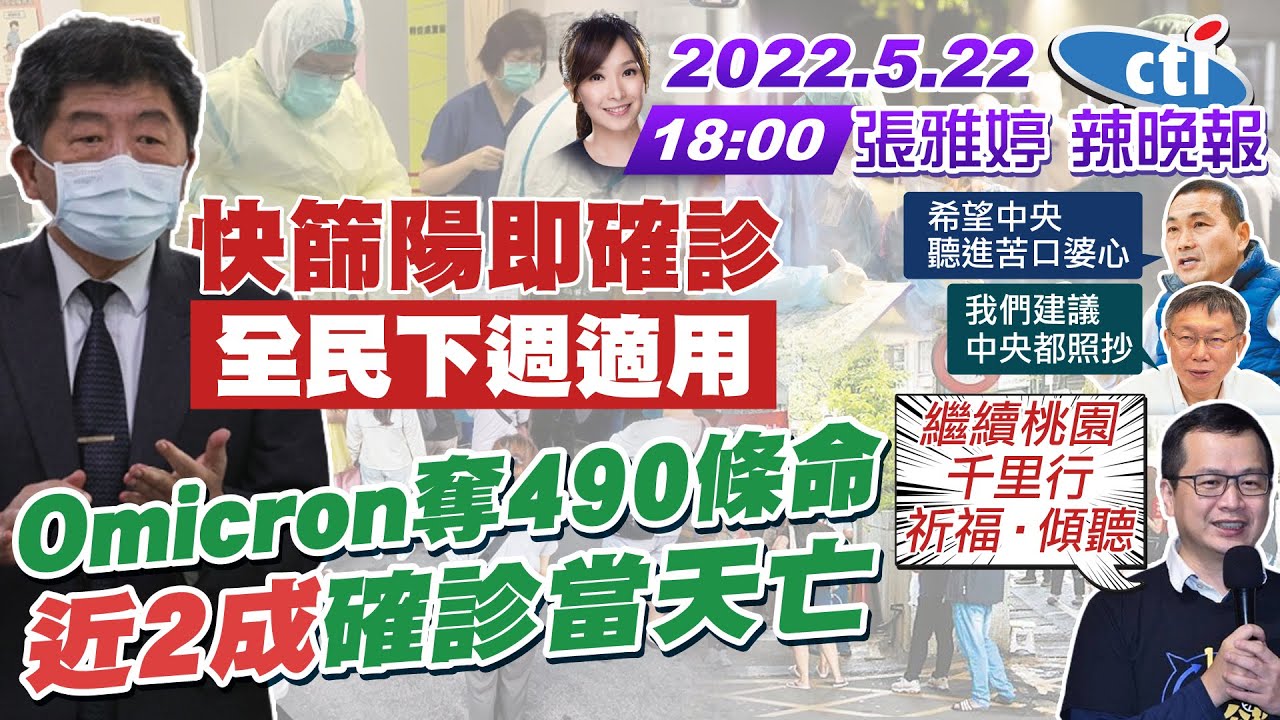 2022.5.22
cti
18:00
張雅婷 辣晚報
快篩陽即確診
全民下週適用
希望中央
聽進苦口婆心
我們建議
中央都照抄
繼續桃園
千里行
祈福·傾聽
Omicron奪490條命
近2成確診當天亡